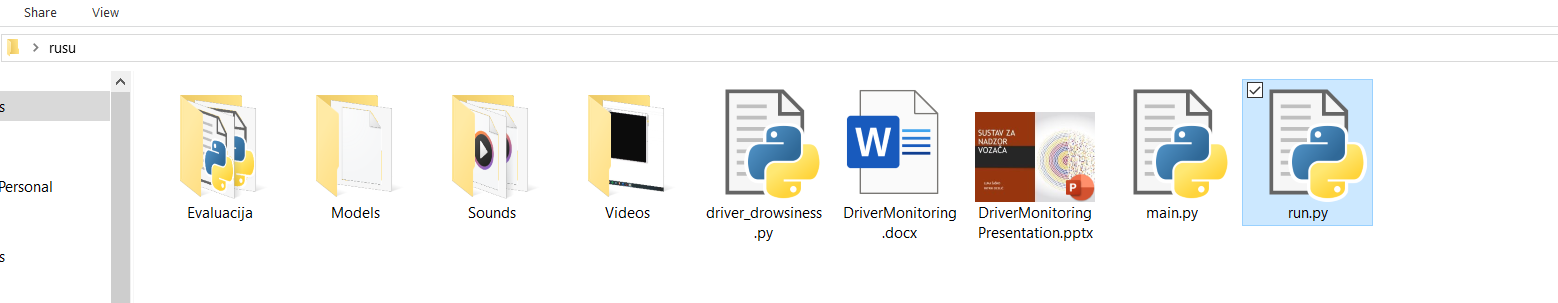 Share View
rusu
s
Personal
s
Evaluacija
Models
Sounds
Videos
driver_drowsiness
.py
W
DriverMonitoring
.docx
SUSTAV ZA
NADZOR
VOZAČA
P
DriverMonitoring
Presentation.pptx
main.py
run.py